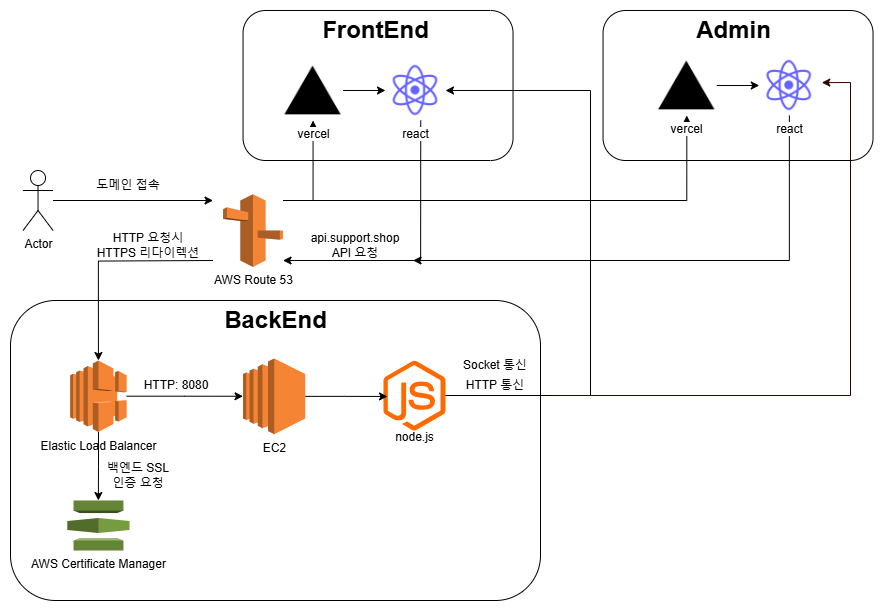 FrontEnd
Admin
vercel
react
vercel
react
도메인 접속
Actor
HTTP 요청시
HTTPS 리다이렉션
AWS Route 53
api.support.shop
API 요청
BackEnd
Elastic Load Balancer
HTTP: 8080
EC2
JS
node.js
Socket 통신
HTTP 통신
백엔드 SSL
인증 요청
AWS Certificate Manager